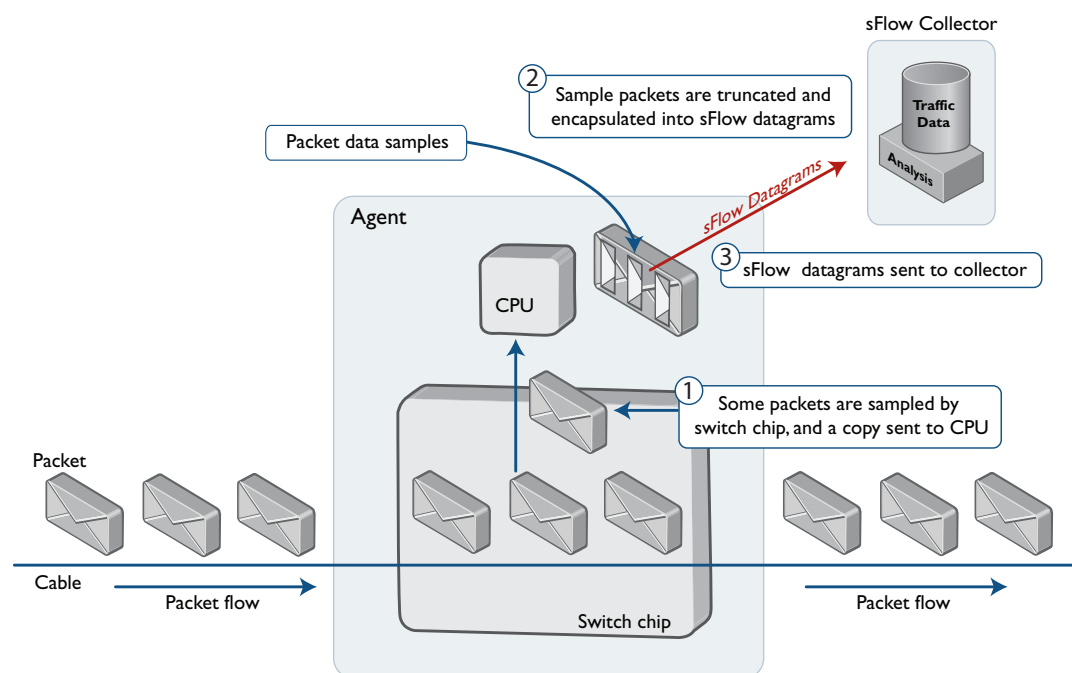 sFlow Collector
2
Sample packets are truncated and
encapsulated into sFlow datagrams
Traffic
Data
Analysis
Packet data samples
sFlow Datagrams
Agent
3
sFlow datagrams sent to collector
CPU
1
Some packets are sampled by
switch chip, and a copy sent to CPU
Packet
Cable
Packet flow
Packet flow
Switch chip